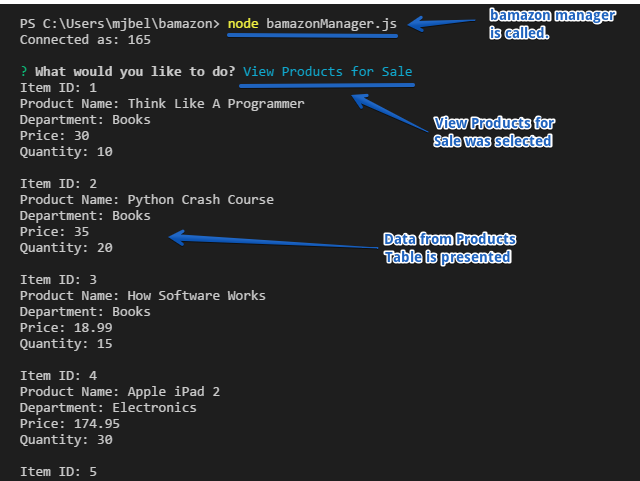 PS C:\Users\mjbel\bamazon> node bamazonManager.js
bamazon manager
is called.
Connected as: 165
? What would you like to do? View Products for Sale
Item ID: 1
Product Name: Think Like A Programmer
Department: Books
Price: 30
Quantity: 10
View Products for
Sale was selected
Item ID: 2
Product Name: Python Crash Course
Department: Books
Price: 35
Quantity: 20
Data from Products
Table is presented
Item ID: 3
Product Name: How Software Works
Department: Books
Price: 18.99
Quantity: 15
Item ID: 4
Product Name: Apple iPad 2
Department: Electronics
Price: 174.95
Quantity: 30
Item ID: 5